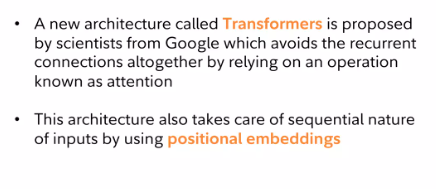 • A new architecture called Transformers is proposed
by scientists from Google which avoids the recurrent
connections altogether by relying on an operation
known as attention
• This architecture also takes care of sequential nature
of inputs by using positional embeddings